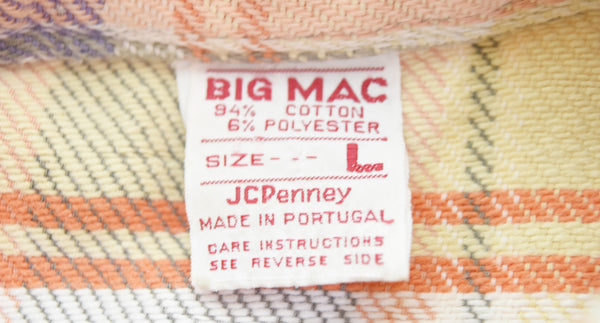 BIG MAC
94% COTTON
6% POLYESTER
SIZE--- L
JCPenney
MADE IN PORTUGAL
CARE INSTRUCTIONS
SEE REVERSE SIDE